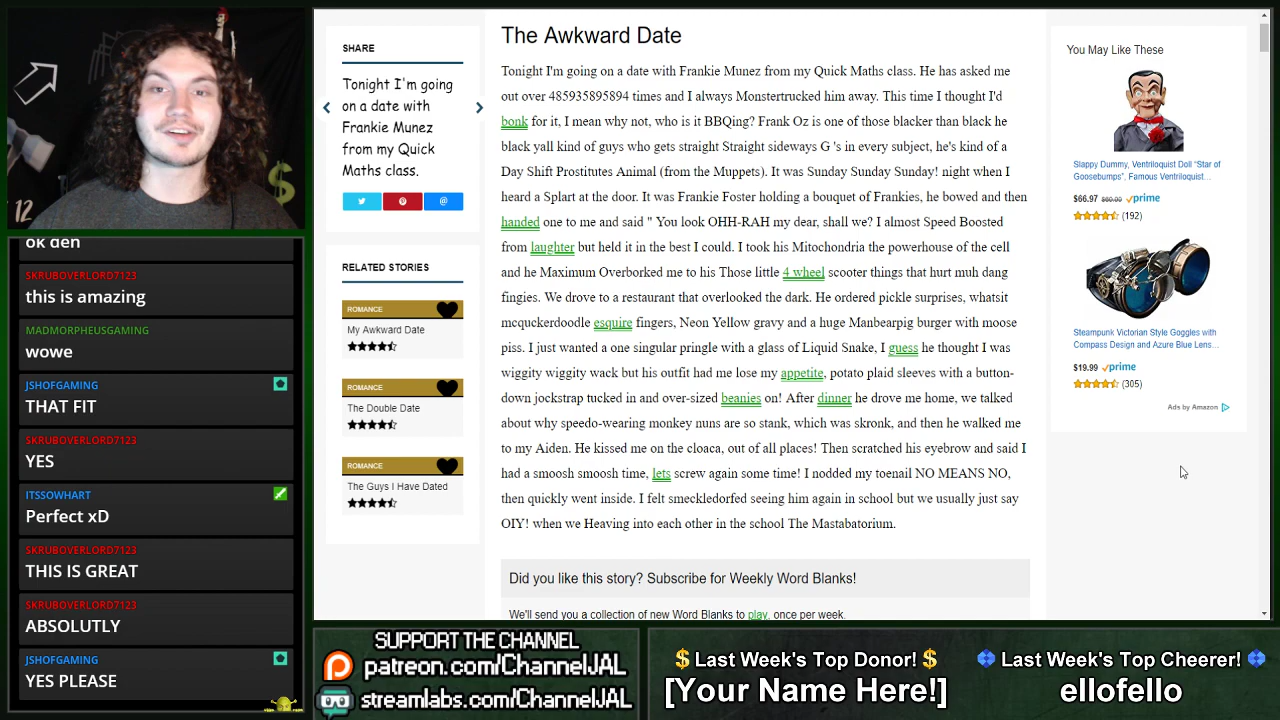 12
ok den
SKRUBOVERLORD7123
this is amazing
MADMORPHEUSGAMING
wowe
JSHOFGAMING
THAT FIT
SKRUBOVERLORD7123
YES
ITSSOWHART
Perfect xD
SKRUBOVERLORD7123
THIS IS GREAT
SKRUBOVERLORD7123
ABSOLUTLY
JSHOFGAMING
YES PLEASE
SHARE
Tonight I'm going
on a date with
Frankie Munez
from my Quick
Maths class.
RELATED STORIES
ROMANCE
My Awkward Date
ROMANCE
The Double Date
ROMANCE
The Guys I Have Dated
The Awkward Date
Tonight I'm going on a date with Frankie Munez from my Quick Maths class. He has asked me
out over 485935895894 times and I always Monstertrucked him away. This time I thought I'd
bonk for it, I mean why not, who is it BBQing? Frank Oz is one of those blacker than black he
black yall kind of guys who gets straight Straight sideways G 's in every subject, he's kind of a
Day Shift Prostitutes Animal (from the Muppets). It was Sunday Sunday Sunday! night when I
heard a Splart at the door. It was Frankie Foster holding a bouquet of Frankies, he bowed and then
handed one to me and said " You look OHH-RAH my dear, shall we? I almost Speed Boosted
from laughter but held it in the best I could. I took his Mitochondria the powerhouse of the cell
and he Maximum Overborked me to his Those little 4 wheel scooter things that hurt muh dang
fingies. We drove to a restaurant that overlooked the dark. He ordered pickle surprises, whatsit
mcquckerdoodle esquire fingers, Neon Yellow gravy and a huge Manbearpig burger with moose
piss. I just wanted a one singular pringle with a glass of Liquid Snake, I guess he thought I was
wiggity wiggity wack but his outfit had me lose my appetite, potato plaid sleeves with a button-
down jockstrap tucked in and over-sized beanies on! After dinner he drove me home, we talked
about why speedo-wearing monkey nuns are so stank, which was skronk, and then he walked me
to my Aiden. He kissed me on the cloaca, out of all places! Then scratched his eyebrow and said I
had a smoosh smoosh time, lets screw again some time! I nodded my toenail NO MEANS NO,
then quickly went inside. I felt smeckledorfed seeing him again in school but we usually just say
OIY! when we Heaving into each other in the school The Mastabatorium.
Did you like this story? Subscribe for Weekly Word Blanks!
We'll send you a collection of new Word Blanks to play, once per week.
You May Like These
Slappy Dummy, Ventriloquist Doll "Star of
Goosebumps", Famous Ventriloquist...
$66.97 $69.99 prime
(192)
Steampunk Victorian Style Goggles with
Compass Design and Azure Blue Lens...
$19.99 prime
(305)
Ads by Amazon
SUPPORT THE CHANNEL
patreon.com/ChannelJAL
streamlabs.com/ChannelJAL
$ Last Week's Top Donor! $
[Your Name Here!]
Last Week's Top Cheerer!
ellofello